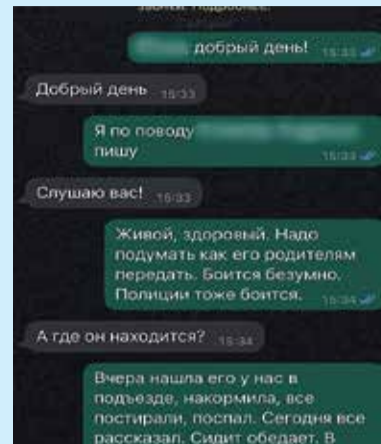 добрый день! 15:33
Добрый день 15:33
Я по поводу
пишу 15:33
Слушаю вас! 15:33
Живой, здоровый. Надо
подумать как его родителям
передать. Боится безумно.
Полиции тоже боится. 15:34
А где он находится? 15:34
Вчера нашла его у нас в
подъезде, накормила, все
постирали, поспал. Сегодня все
рассказал. Сидит обедает. В